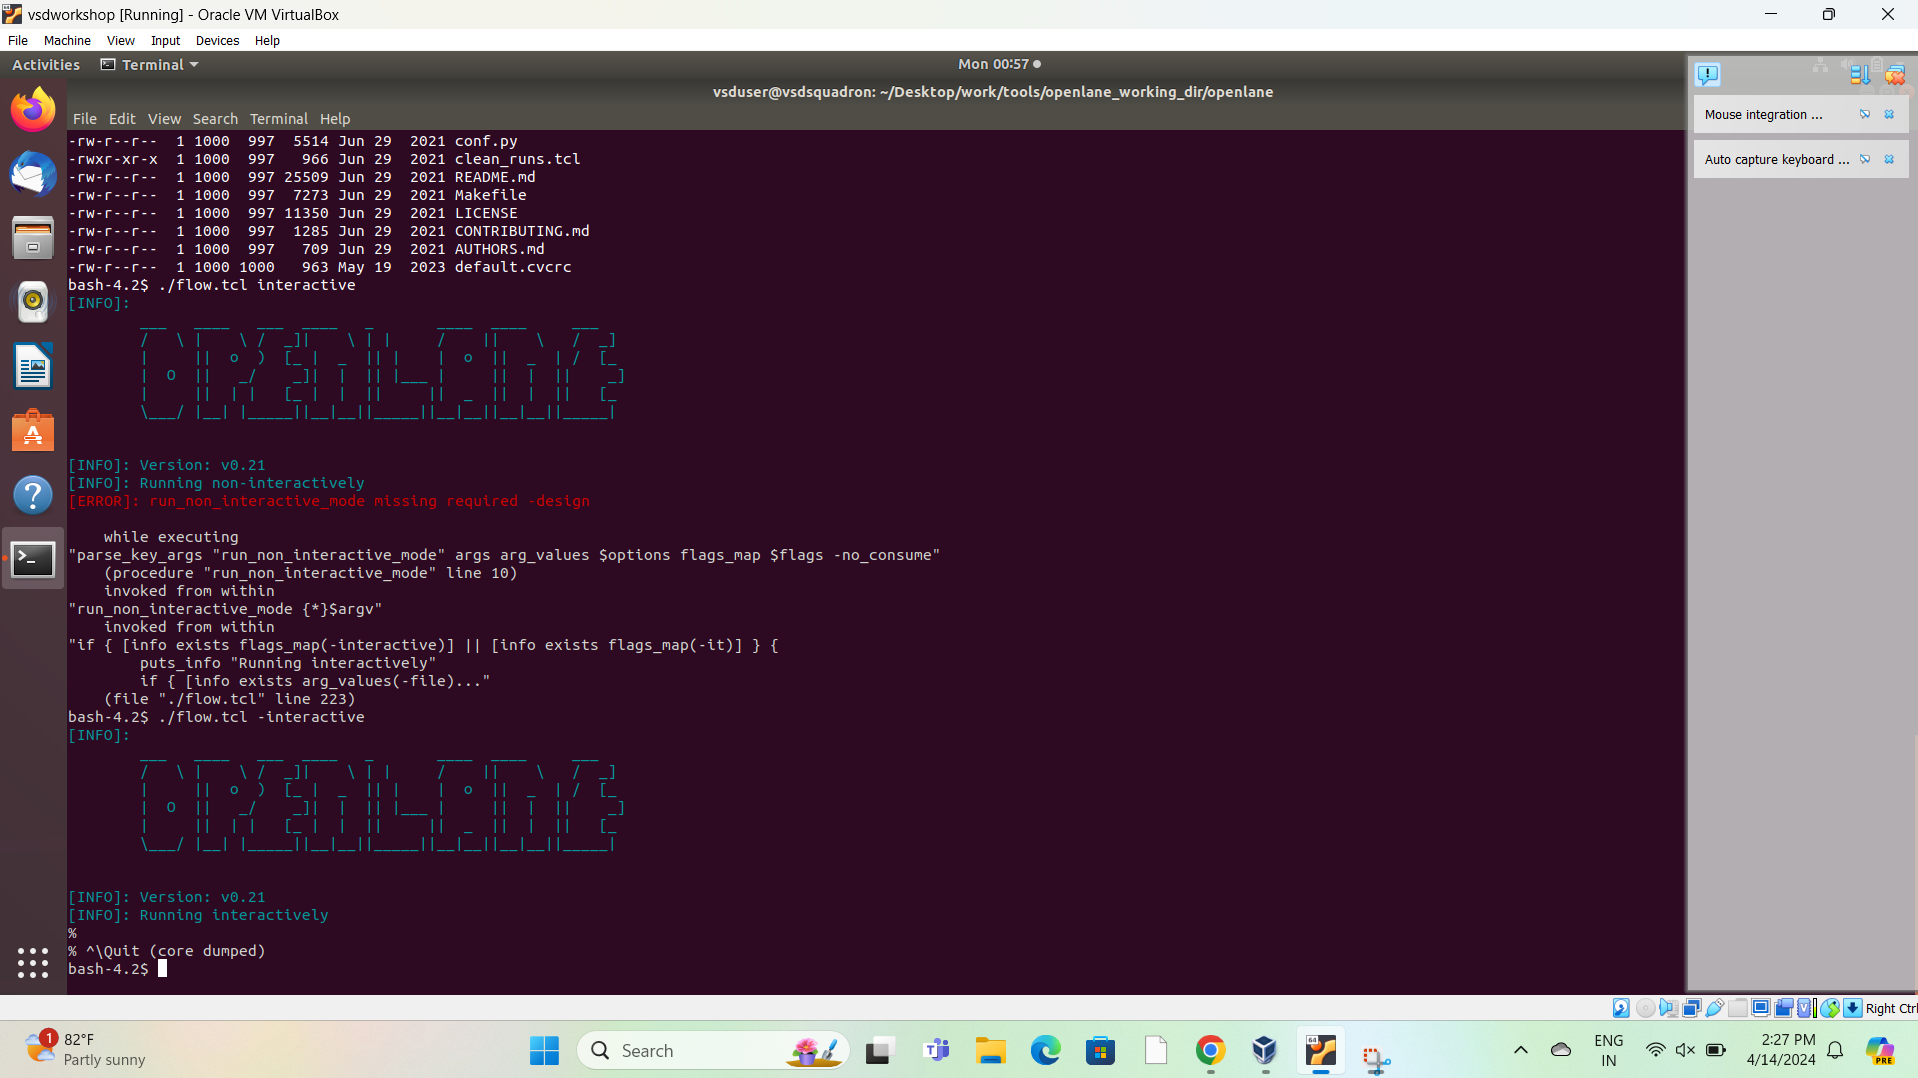 vsdworkshop [Running] - Oracle VM VirtualBox
File Machine View Input Devices Help
Activities Terminal Mon 00:57
vsduser@vsdsquadron: ~/Desktop/work/tools/openlane_working_dir/openlane
File Edit View Search Terminal Help
-rw-r--r--  1 1000  997  5514 Jun 29  2021 conf.py
-rwxr-xr-x  1 1000  997   966 Jun 29  2021 clean_runs.tcl
-rw-r--r--  1 1000  997 25509 Jun 29  2021 README.md
-rw-r--r--  1 1000  997  7273 Jun 29  2021 Makefile
-rw-r--r--  1 1000  997 11350 Jun 29  2021 LICENSE
-rw-r--r--  1 1000  997  1285 Jun 29  2021 CONTRIBUTING.md
-rw-r--r--  1 1000  997   709 Jun 29  2021 AUTHORS.md
-rw-r--r--  1 1000 1000   963 May 19  2023 default.cvcrc
bash-4.2$ ./flow.tcl interactive
[INFO]:
OPENLANE
[INFO]: Version: v0.21
[INFO]: Running non-interactively
[ERROR]: run_non_interactive_mode missing required -design
    while executing
"parse_key_args "run_non_interactive_mode" args arg_values $options flags_map $flags -no_consume"
    (procedure "run_non_interactive_mode" line 10)
    invoked from within
"run_non_interactive_mode {*}$argv"
    invoked from within
"if { [info exists flags_map(-interactive)] || [info exists flags_map(-it)] } {
        puts_info "Running interactively"
        if { [info exists arg_values(-file)..."
    (file "./flow.tcl" line 223)
bash-4.2$ ./flow.tcl -interactive
[INFO]:
OPENLANE
[INFO]: Version: v0.21
[INFO]: Running interactively
%
% ^\Quit (core dumped)
bash-4.2$
Mouse integration ...
Auto capture keyboard ...
Right Ctrl
1
82°F
Partly sunny
Search
ENG
IN
2:27 PM
4/14/2024
PRE